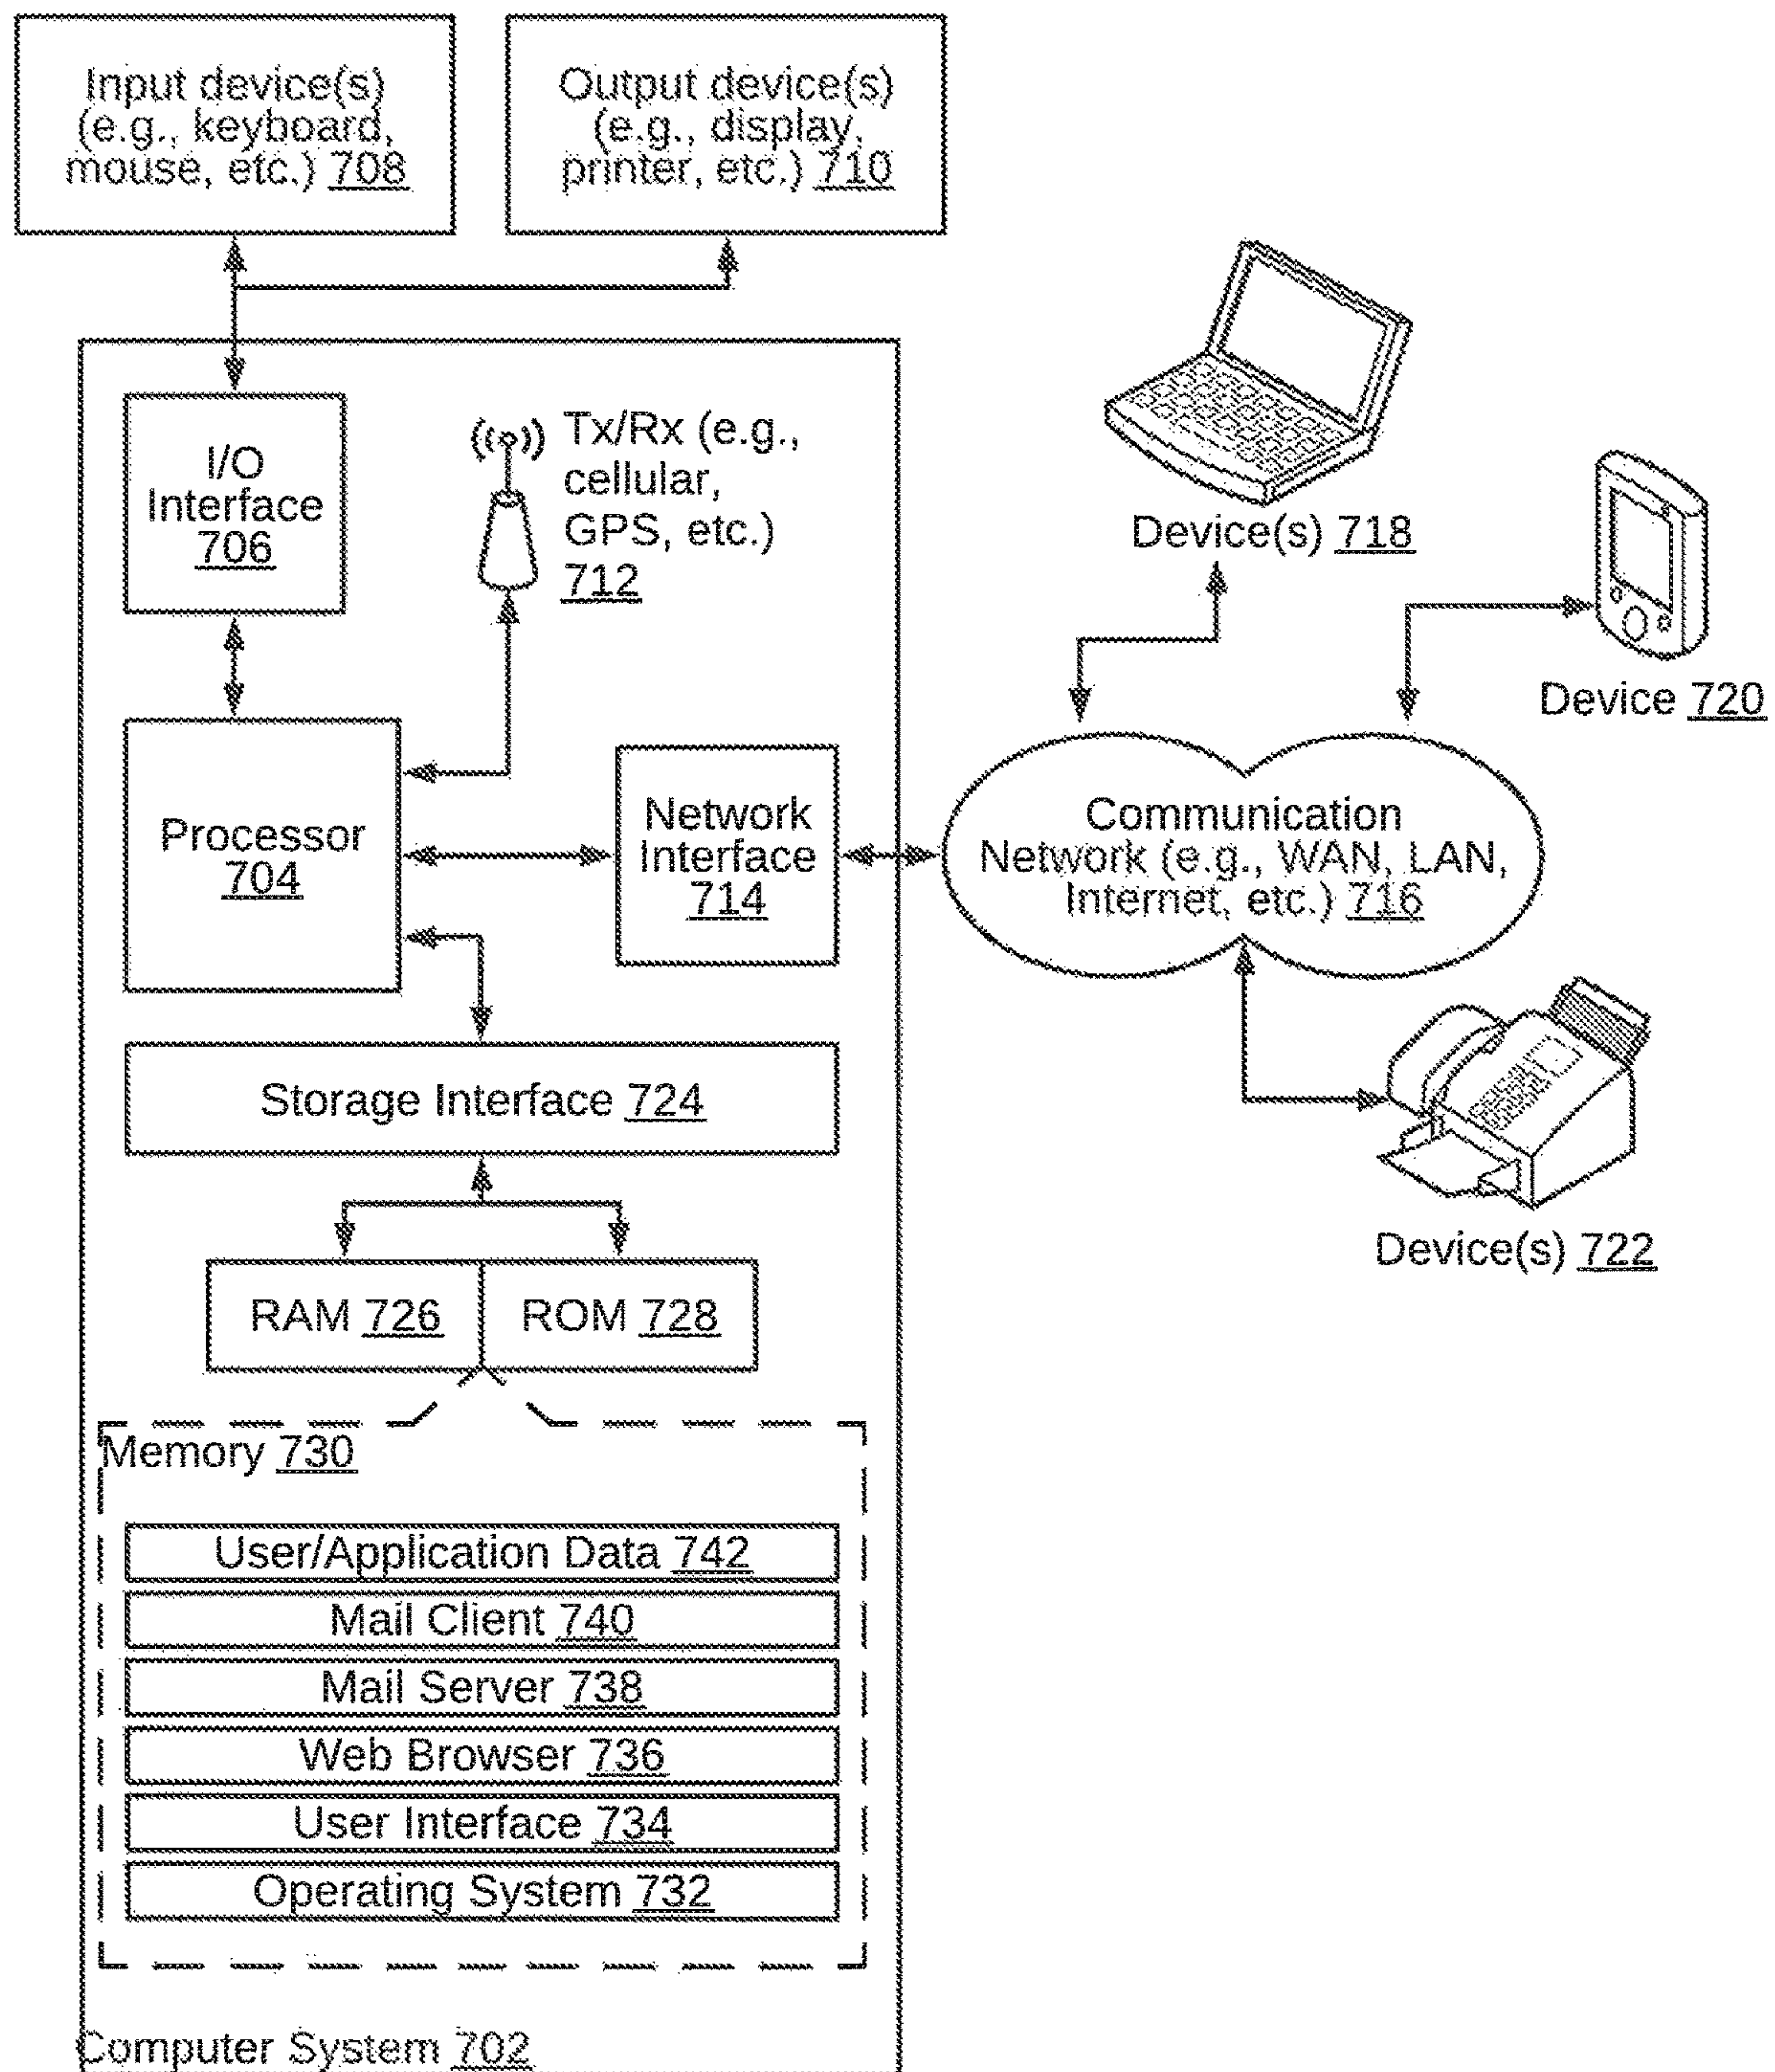 Input device(s)
(e.g., keyboard,
mouse, etc.) 708
Output device(s)
(e.g., display,
printer, etc.) 710
I/O
Interface
706
Tx/Rx (e.g.,
cellular,
GPS, etc.)
712
Device(s) 718
Device 720
Processor
704
Network
Interface
714
Communication
Network (e.g., WAN, LAN,
Internet, etc.) 716
Storage Interface 724
Device(s) 722
RAM 726
ROM 728
Memory 730
User/Application Data 742
Mail Client 740
Mail Server 738
Web Browser 736
User Interface 734
Operating System 732
Computer System 702